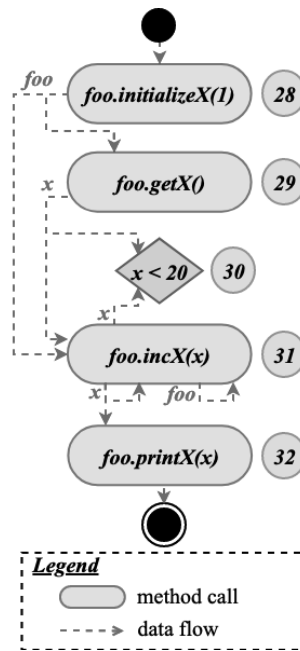 foo
foo.initializeX(1) 28
foo.getX() 29
x
x < 20 30
x
foo.incX(x) 31
x foo
foo.printX(x) 32
Legend
method call
data flow